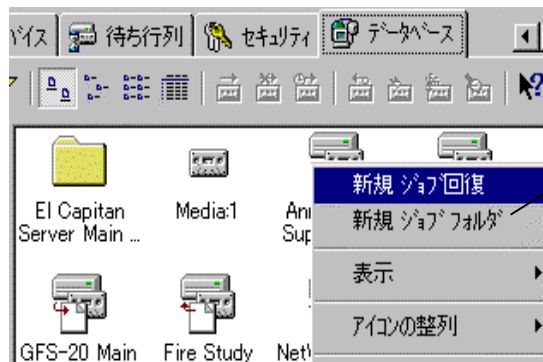 ﾊﾞｲｽ 待ち行列 ｾｷｭﾘﾃｨ ﾃﾞｰﾀﾍﾞｰｽ
El Capitan
Server Main ...
Media:1
新規 ｼﾞｮﾌﾞ回復
新規 ｼﾞｮﾌﾞ ﾌｫﾙﾀﾞ
表示
ｱｲｺﾝの整列
GFS-20 Main
Fire Study